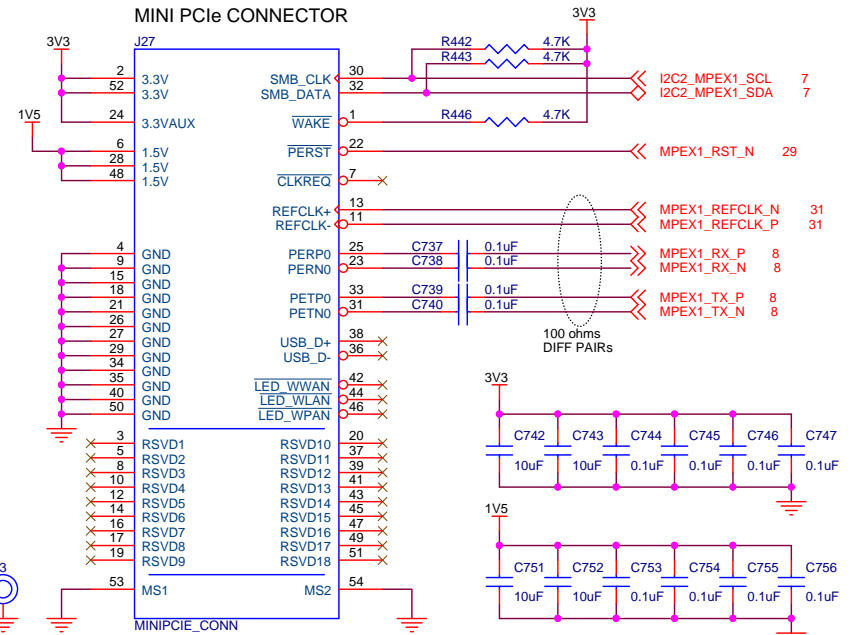 MINI PCIe CONNECTOR
3V3
J27
3V3
R442 4.7K
R443 4.7K
2 3.3V SMB_CLK 30 I2C2_MPEX1_SCL 7
52 3.3V SMB_DATA 32 I2C2_MPEX1_SDA 7
24 3.3VAUX WAKE 1 R446 4.7K
1V5
6 1.5V PERST 22 MPEX1_RST_N 29
28 1.5V
48 1.5V CLKREQ 7
REFCLK+ 13 MPEX1_REFCLK_N 31
REFCLK- 11 MPEX1_REFCLK_P 31
4 GND PERP0 25 C737 0.1uF MPEX1_RX_P 8
9 GND PERN0 23 C738 0.1uF MPEX1_RX_N 8
15 GND
18 GND PETP0 33 C739 0.1uF MPEX1_TX_P 8
21 GND PETN0 31 C740 0.1uF MPEX1_TX_N 8
26 GND
27 GND USB_D+ 38
29 GND USB_D- 36
100 ohms
DIFF PAIRs
34 GND
35 GND LED_WWAN 42
40 GND LED_WLAN 44
50 GND LED_WPAN 46
3 RSVD1 RSVD10 20
5 RSVD2 RSVD11 37
8 RSVD3 RSVD12 39
10 RSVD4 RSVD13 41
12 RSVD5 RSVD14 43
14 RSVD6 RSVD15 45
16 RSVD7 RSVD16 47
17 RSVD8 RSVD17 49
19 RSVD9 RSVD18 51
53 MS1 MS2 54
MINIPCIE_CONN
3
3V3
C742 C743 C744 C745 C746 C747
10uF 10uF 0.1uF 0.1uF 0.1uF 0.1uF
1V5
C751 C752 C753 C754 C755 C756
10uF 10uF 0.1uF 0.1uF 0.1uF 0.1uF